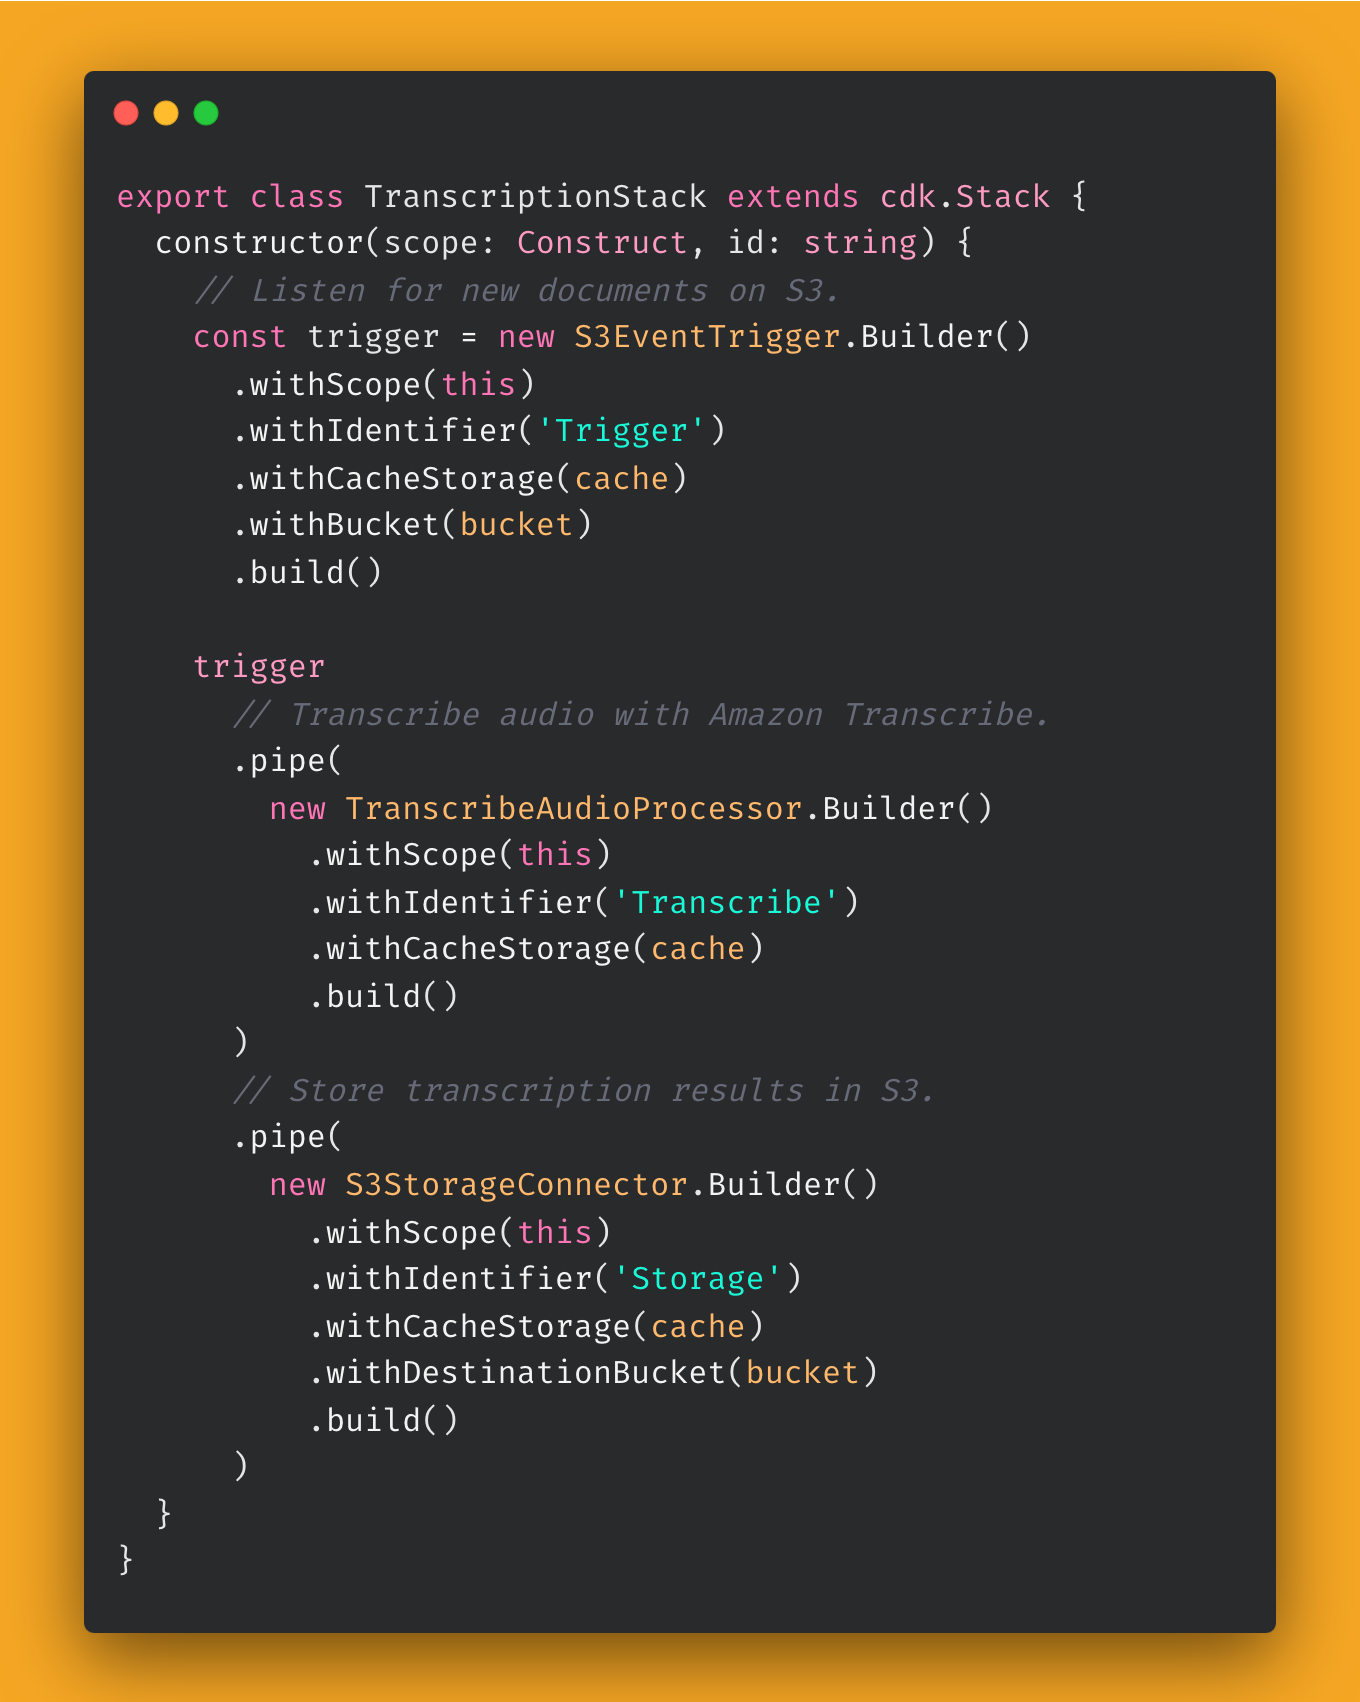 export class TranscriptionStack extends cdk.Stack {
  constructor(scope: Construct, id: string) {
    // Listen for new documents on S3.
    const trigger = new S3EventTrigger.Builder()
      .withScope(this)
      .withIdentifier('Trigger')
      .withCacheStorage(cache)
      .withBucket(bucket)
      .build()

    trigger
      // Transcribe audio with Amazon Transcribe.
      .pipe(
        new TranscribeAudioProcessor.Builder()
          .withScope(this)
          .withIdentifier('Transcribe')
          .withCacheStorage(cache)
          .build()
      )
      // Store transcription results in S3.
      .pipe(
        new S3StorageConnector.Builder()
          .withScope(this)
          .withIdentifier('Storage')
          .withCacheStorage(cache)
          .withDestinationBucket(bucket)
          .build()
      )
  }
}